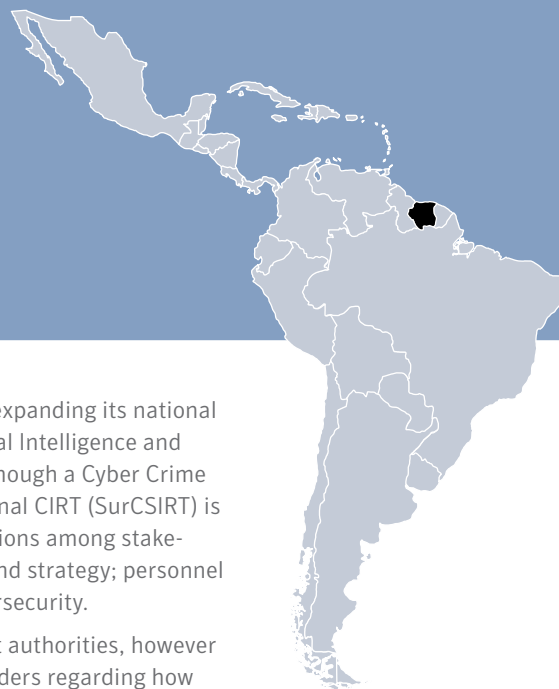 expanding its national
al Intelligence and
hough a Cyber Crime
nal CIRT (SurCSIRT) is
ions among stake-
nd strategy; personnel
rsecurity.
t authorities, however
ders regarding how